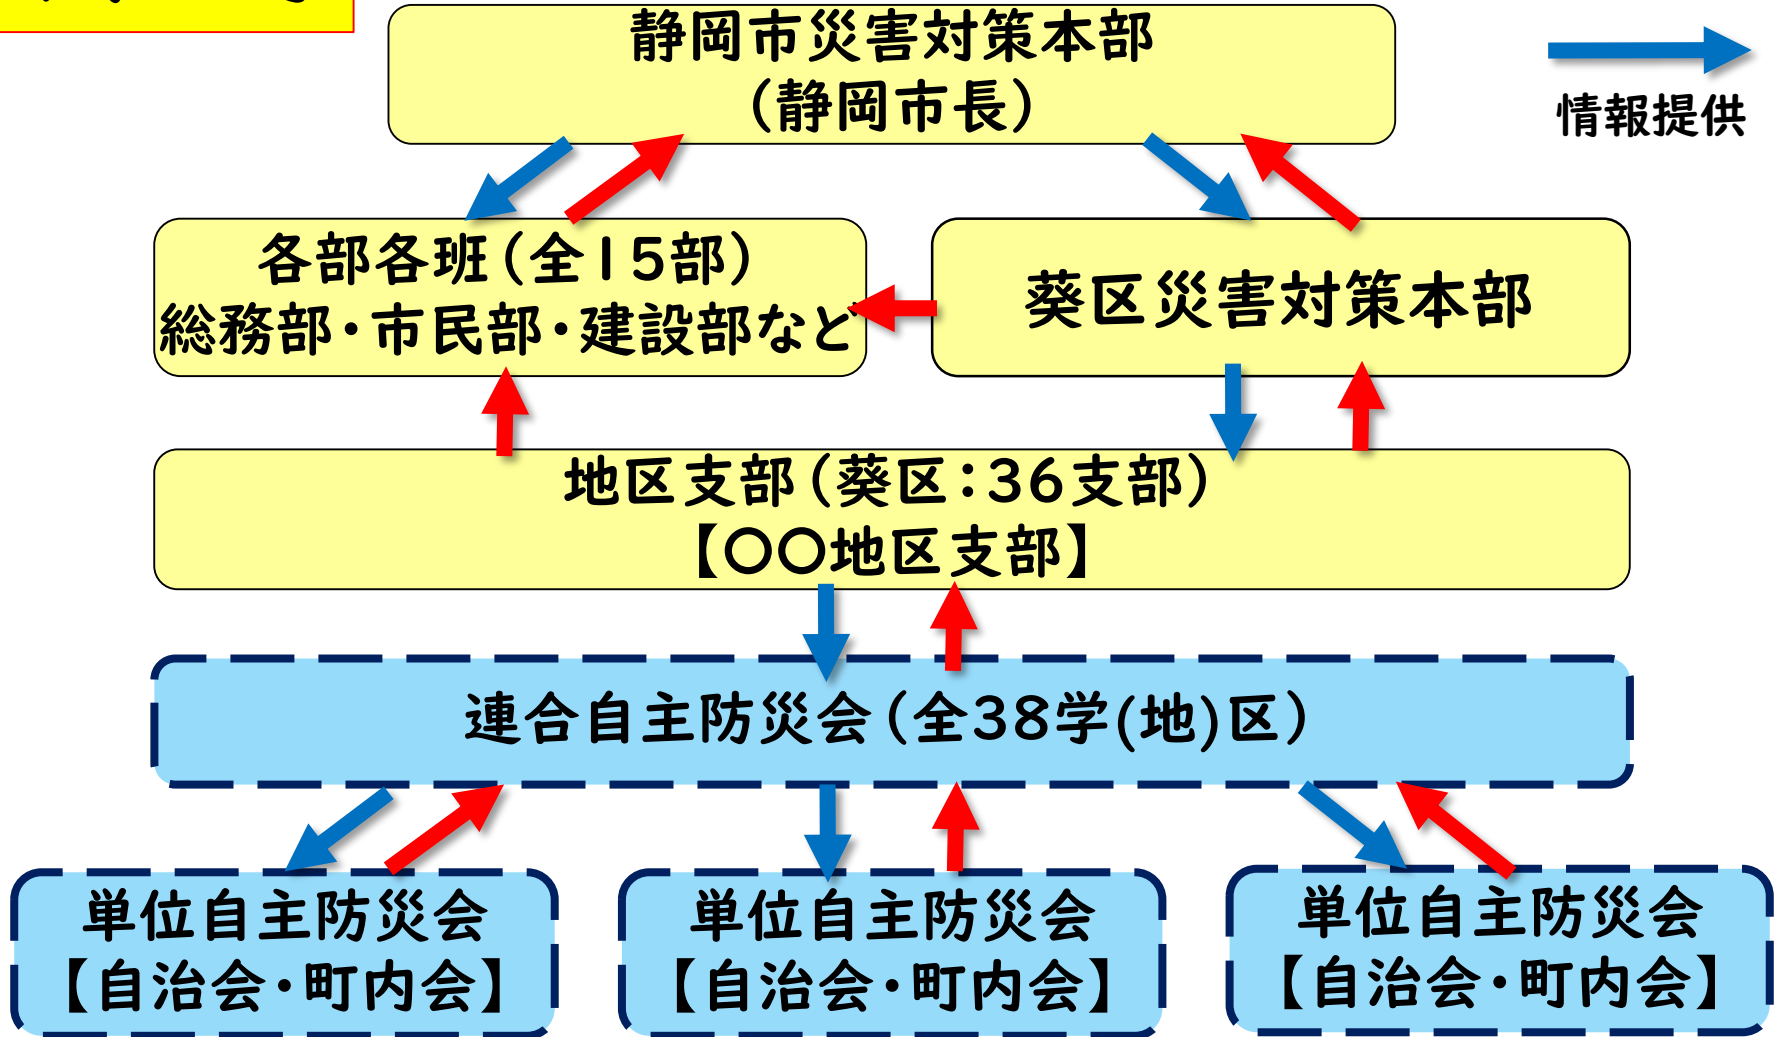 静岡市災害対策本部
（静岡市長）
情報提供
各部各班（全15部）
総務部・市民部・建設部など
葵区災害対策本部
地区支部（葵区：36支部）
【〇〇地区支部】
連合自主防災会（全38学(地)区）
単位自主防災会
【自治会・町内会】
単位自主防災会
【自治会・町内会】
単位自主防災会
【自治会・町内会】